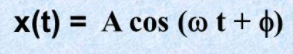 x(t) = A cos (ω t + ϕ)